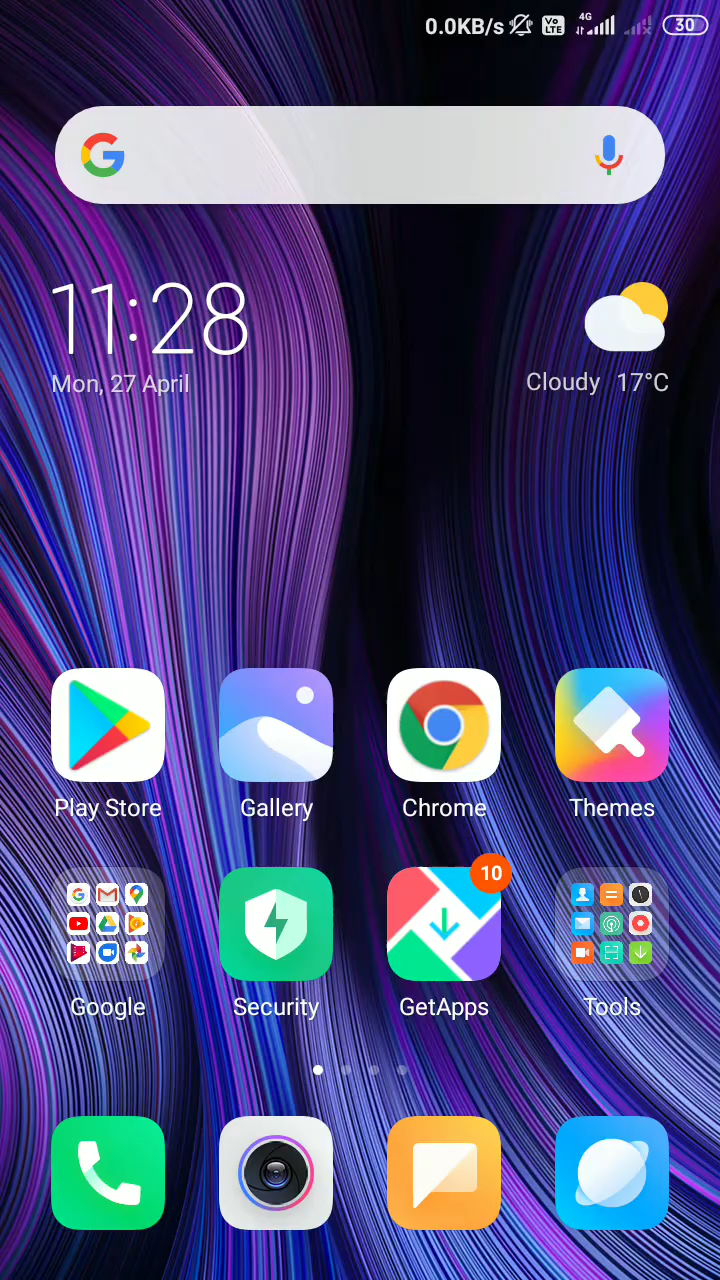 0.0KB/s Vo LTE 4G 30
11:28
Mon, 27 April
Cloudy 17°C
Play Store Gallery Chrome Themes
10
Google Security GetApps Tools